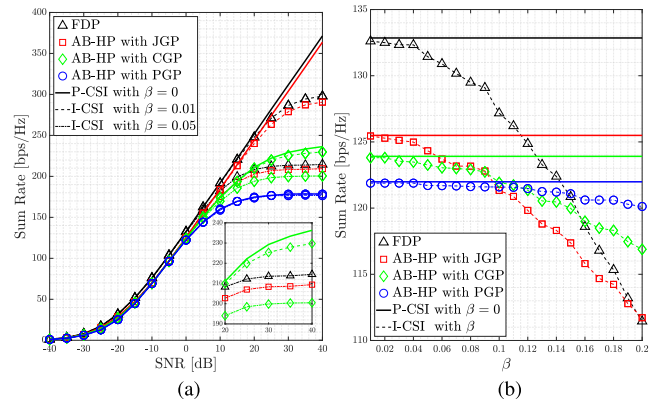 FDP
AB-HP with JGP
AB-HP with CGP
AB-HP with PGP
P-CSI with β = 0
I-CSI with β = 0.01
I-CSI with β = 0.05
Sum Rate [bps/Hz]
400
350
300
250
200
150
100
50
0
-40
-30
-20
-10
0
10
20
30
40
SNR [dB]
240
230
220
210
200
190
20
30
40
(a)
Sum Rate [bps/Hz]
135
130
125
120
115
110
FDP
AB-HP with JGP
AB-HP with CGP
AB-HP with PGP
P-CSI with β = 0
I-CSI with β
0.02
0.04
0.06
0.08
0.1
0.12
0.14
0.16
0.18
0.2
β
(b)